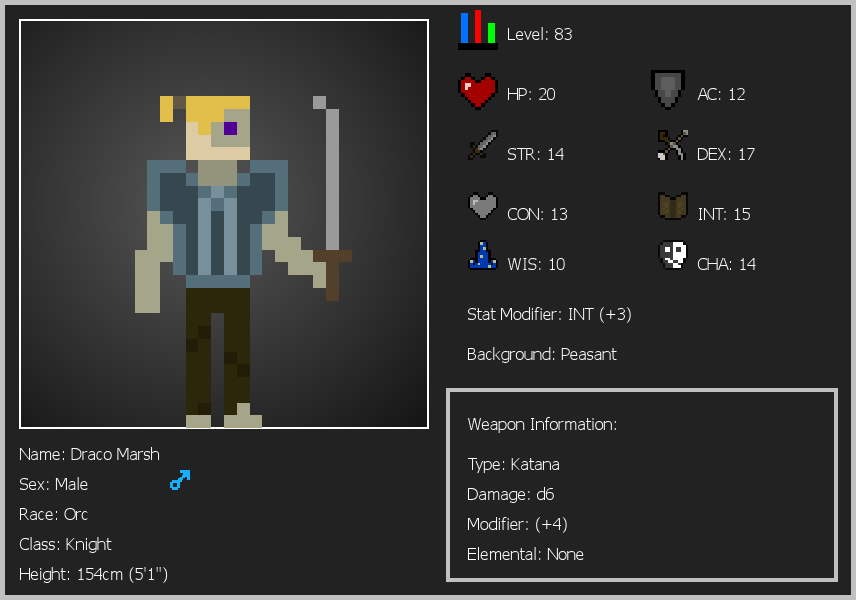 Level: 83
HP: 20
AC: 12
STR: 14
DEX: 17
CON: 13
INT: 15
WIS: 10
CHA: 14
Stat Modifier: INT (+3)
Background: Peasant
Weapon Information:
Type: Katana
Damage: d6
Modifier: (+4)
Elemental: None
Name: Draco Marsh
Sex: Male
Race: Orc
Class: Knight
Height: 154cm (5'1")